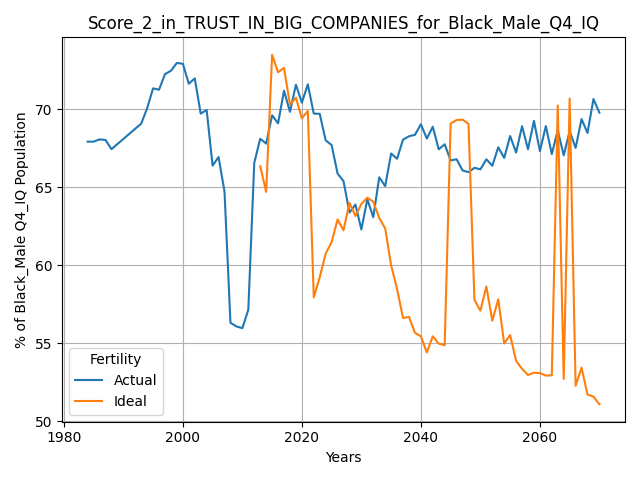 Score_2_in_TRUST_IN_BIG_COMPANIES_for_Black_Male_Q4_IQ
% of Black_Male Q4_IQ Population
70
65
60
55
50
Fertility
Actual
Ideal
1980
2000
2020
2040
2060
Years